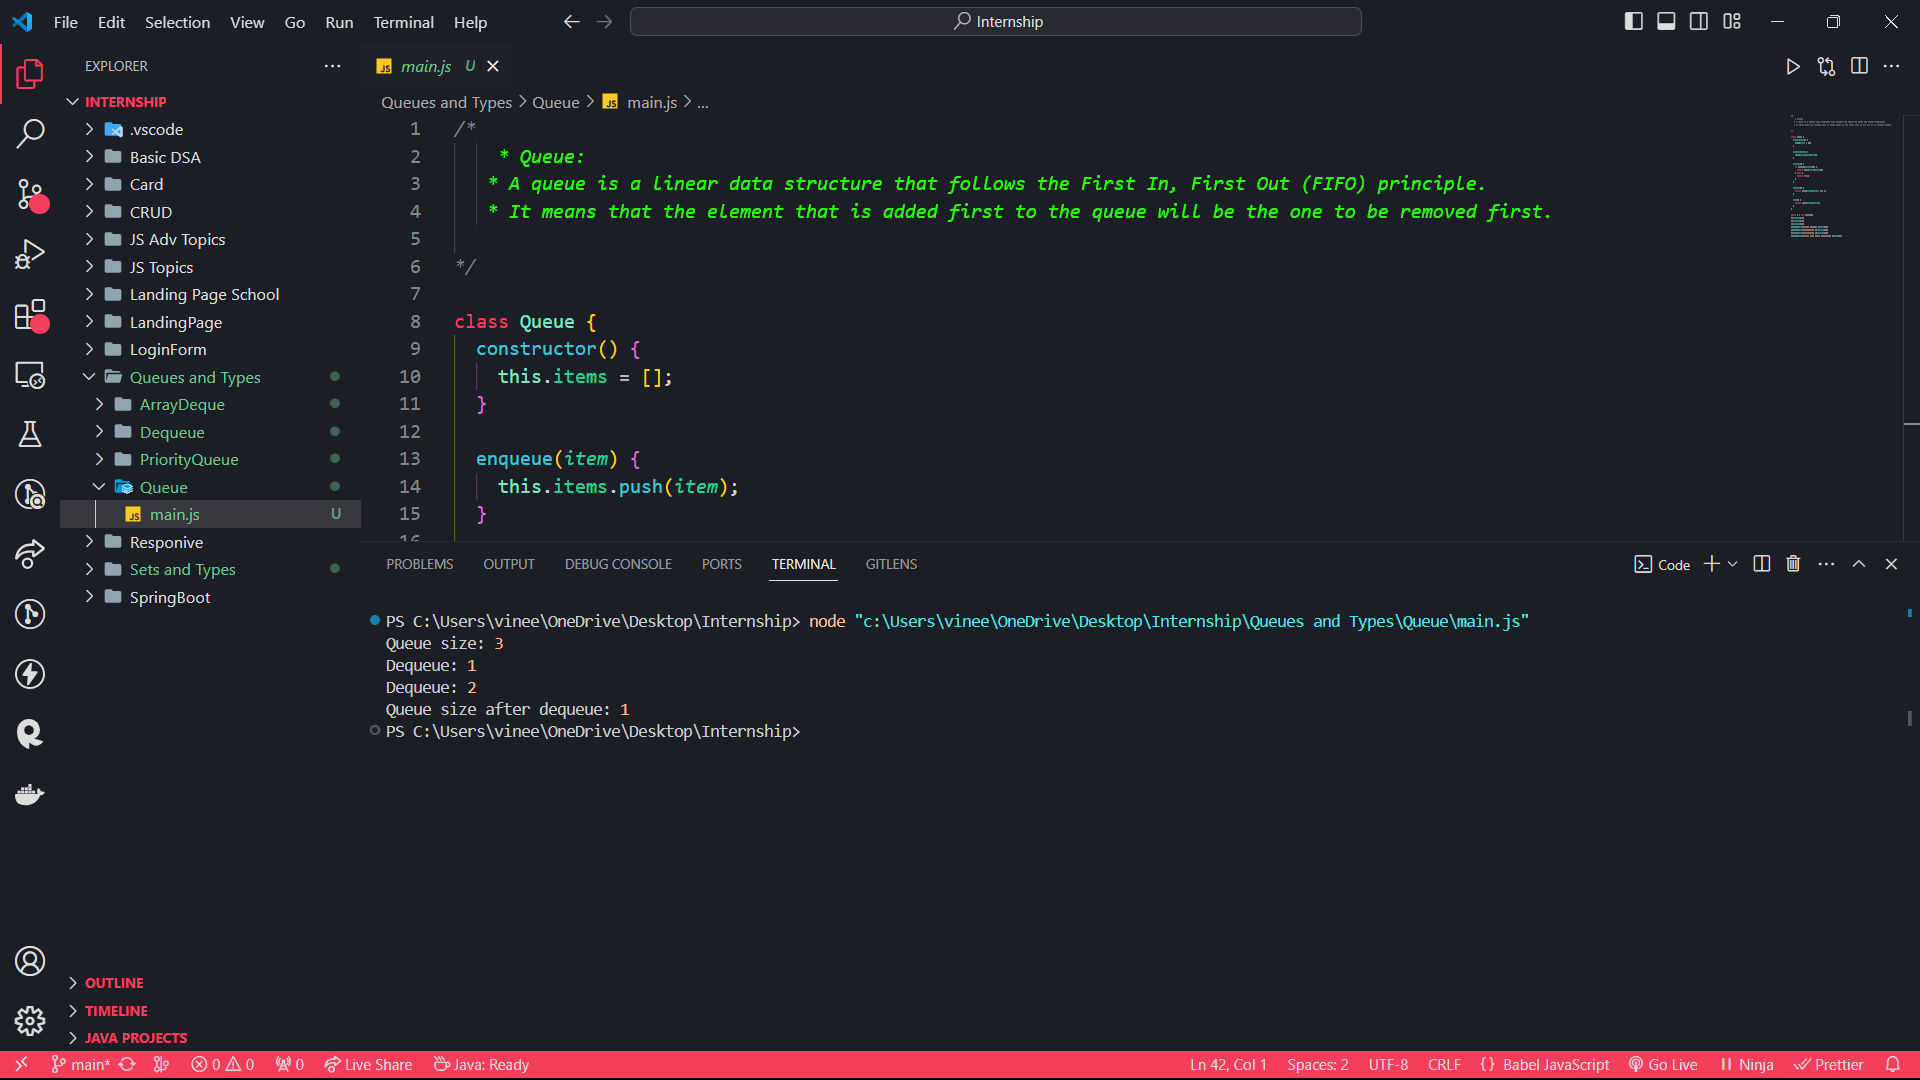 File Edit Selection View Go Run Terminal Help
Internship
EXPLORER
INTERNSHIP
.vscode
Basic DSA
Card
CRUD
JS Adv Topics
JS Topics
Landing Page School
LandingPage
LoginForm
Queues and Types
ArrayDeque
Dequeue
PriorityQueue
Queue
JS main.js U
Responive
Sets and Types
SpringBoot
OUTLINE
TIMELINE
JAVA PROJECTS
JS main.js U
Queues and Types > Queue > JS main.js > ...
1 /*
2 * Queue:
3 * A queue is a linear data structure that follows the First In, First Out (FIFO) principle.
4 * It means that the element that is added first to the queue will be the one to be removed first.
5
6 */
7
8 class Queue {
9 constructor() {
10 this.items = [];
11 }
12
13 enqueue(item) {
14 this.items.push(item);
15 }
16
PROBLEMS OUTPUT DEBUG CONSOLE PORTS TERMINAL GITLENS
Code
PS C:\Users\vinee\OneDrive\Desktop\Internship> node "c:\Users\vinee\OneDrive\Desktop\Internship\Queues and Types\Queue\main.js"
Queue size: 3
Dequeue: 1
Dequeue: 2
Queue size after dequeue: 1
PS C:\Users\vinee\OneDrive\Desktop\Internship>
main* 0 0 0 Live Share Java: Ready Ln 42, Col 1 Spaces: 2 UTF-8 CRLF {} Babel JavaScript Go Live Ninja Prettier